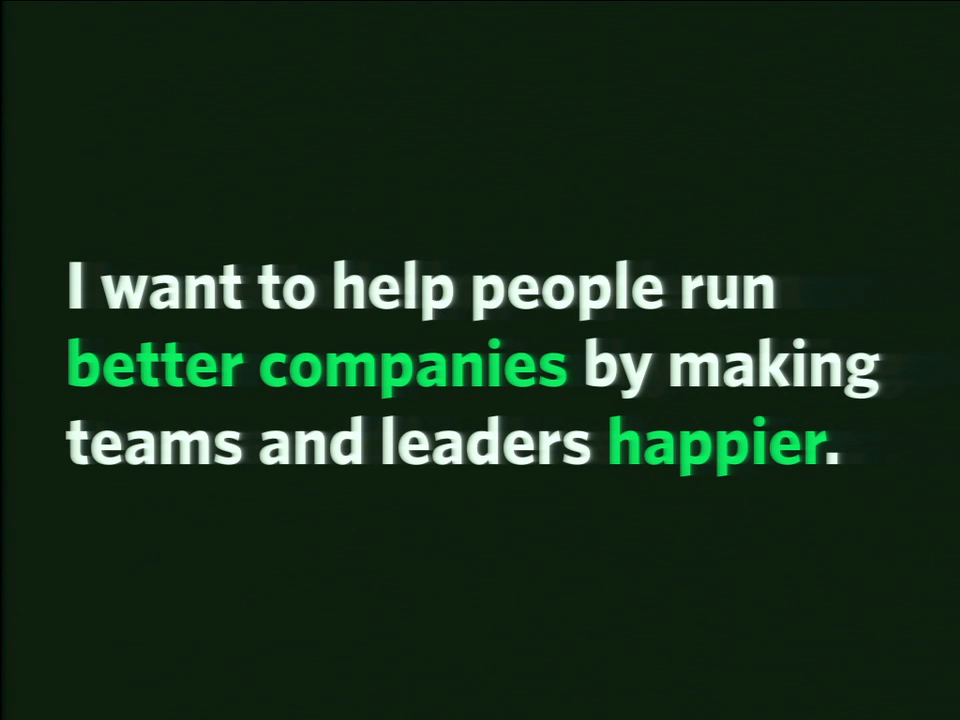 I want to help people run
better companies by making
teams and leaders happier.